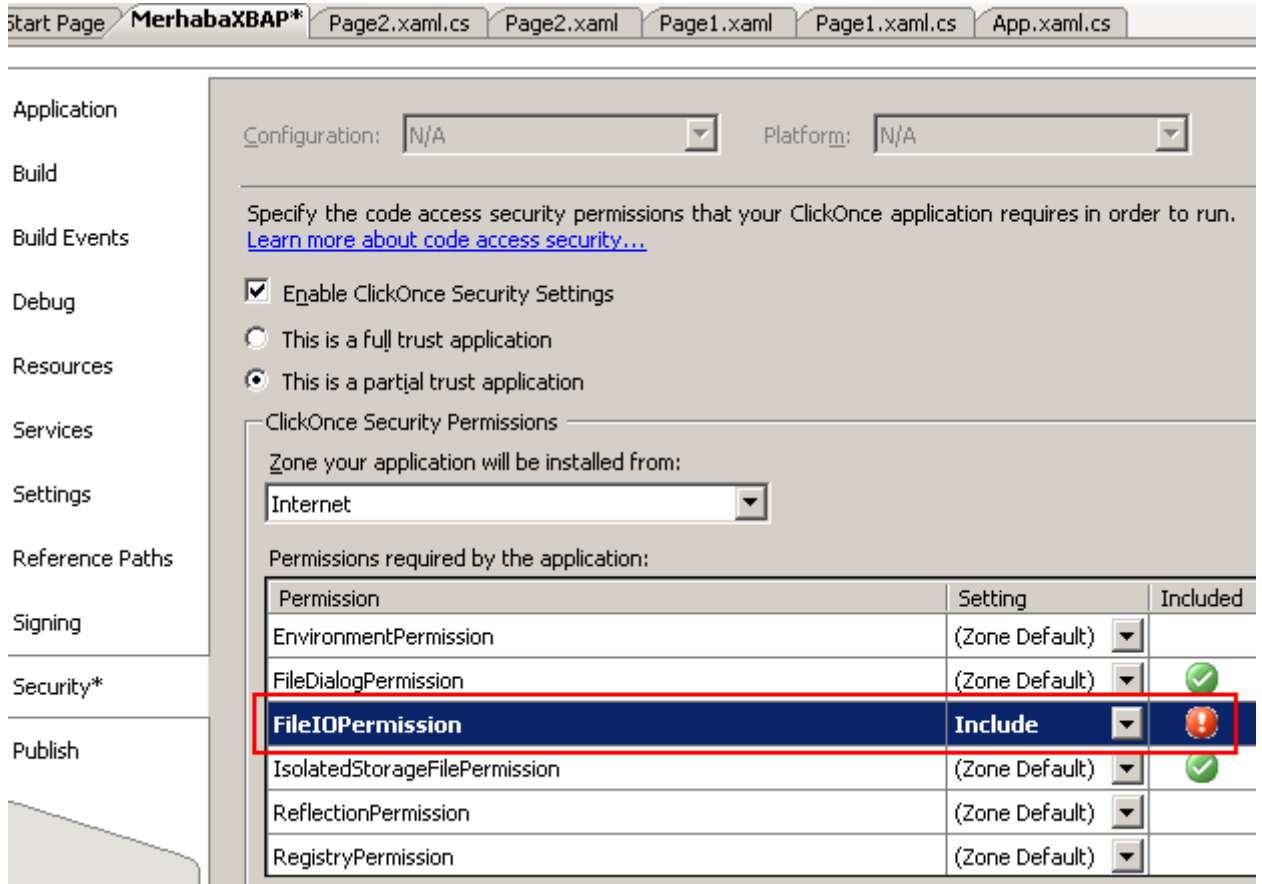 Start Page MerhabaXBAP* Page2.xaml.cs Page2.xaml Page1.xaml Page1.xaml.cs App.xaml.cs
Application
Build
Build Events
Debug
Resources
Services
Settings
Reference Paths
Signing
Security*
Publish
Configuration: N/A Platform: N/A
Specify the code access security permissions that your ClickOnce application requires in order to run.
Learn more about code access security...
Enable ClickOnce Security Settings
This is a full trust application
This is a partial trust application
ClickOnce Security Permissions
Zone your application will be installed from:
Internet
Permissions required by the application:
Permission Setting Included
EnvironmentPermission (Zone Default)
FileDialogPermission (Zone Default)
FileIOPermission Include
IsolatedStorageFilePermission (Zone Default)
ReflectionPermission (Zone Default)
RegistryPermission (Zone Default)